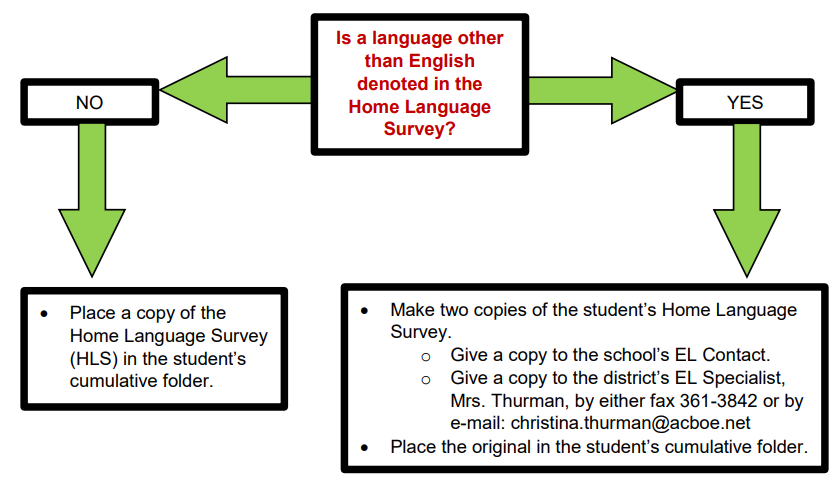 Is a language other
than English
denoted in the
Home Language
Survey?
NO
YES
• Place a copy of the
Home Language Survey
(HLS) in the student’s
cumulative folder.
• Make two copies of the student’s Home Language
Survey.
o Give a copy to the school’s EL Contact.
o Give a copy to the district’s EL Specialist,
Mrs. Thurman, by either fax 361-3842 or by
e-mail: christina.thurman@acboe.net
• Place the original in the student’s cumulative folder.